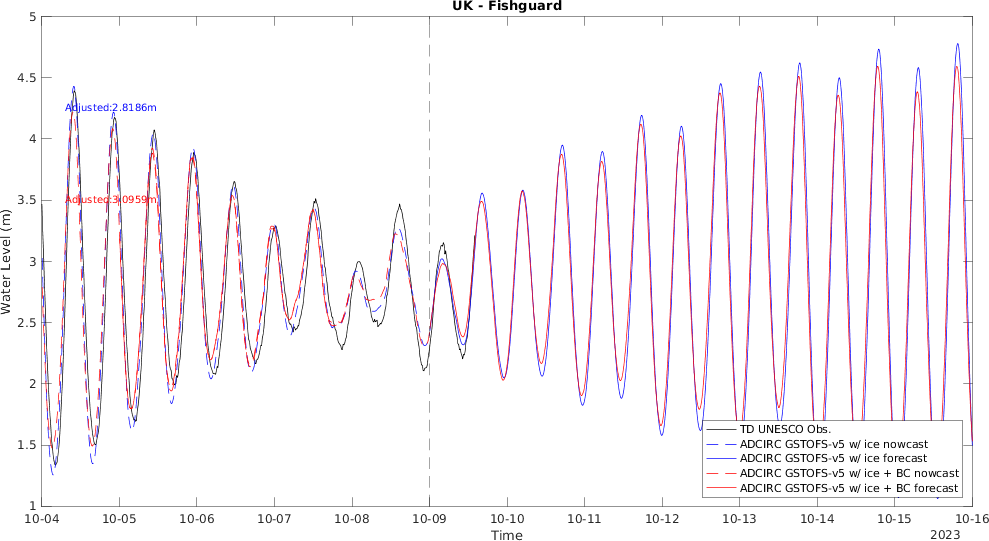 UK - Fishguard
5
4.5
4
3.5
3
2.5
2
1.5
1
Water Level (m)
Adjusted:2.8186m
Adjusted:3.0959m
TD UNESCO Obs.
ADCIRC GSTOFS-v5 w/ ice nowcast
ADCIRC GSTOFS-v5 w/ ice forecast
ADCIRC GSTOFS-v5 w/ ice + BC nowcast
ADCIRC GSTOFS-v5 w/ ice + BC forecast
10-04 10-05 10-06 10-07 10-08 10-09 10-10 10-11 10-12 10-13 10-14 10-15 10-16
Time
2023